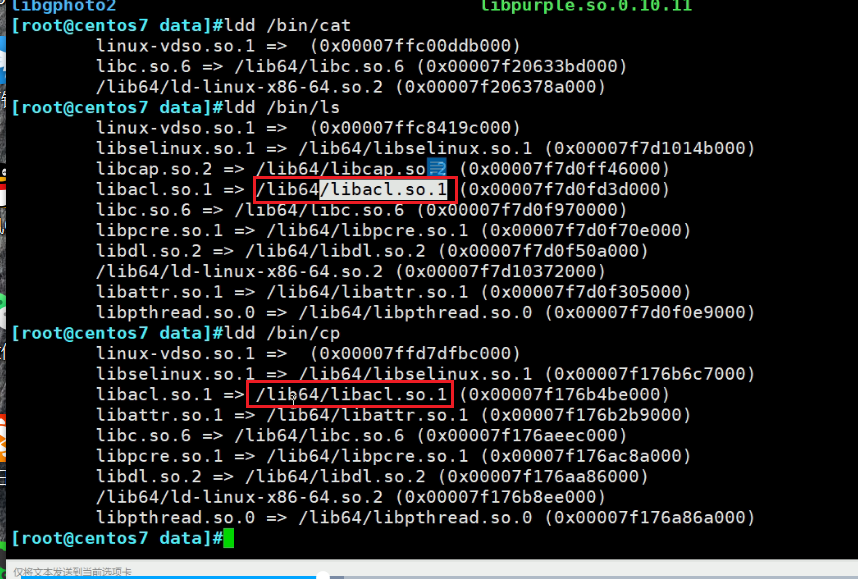 libgphoto2 libpurple.so.0.10.11
[root@centos7 data]#ldd /bin/cat
linux-vdso.so.1 => (0x00007ffc00ddb000)
libc.so.6 => /lib64/libc.so.6 (0x00007f20633bd000)
/lib64/ld-linux-x86-64.so.2 (0x00007f206378a000)
[root@centos7 data]#ldd /bin/ls
linux-vdso.so.1 => (0x00007ffc8419c000)
libselinux.so.1 => /lib64/libselinux.so.1 (0x00007f7d1014b000)
libcap.so.2 => /lib64/libcap.so (0x00007f7d0ff46000)
libacl.so.1 => /lib64/libacl.so.1 (0x00007f7d0fd3d000)
libc.so.6 => /lib64/libc.so.6 (0x00007f7d0f970000)
libpcre.so.1 => /lib64/libpcre.so.1 (0x00007f7d0f70e000)
libdl.so.2 => /lib64/libdl.so.2 (0x00007f7d0f50a000)
/lib64/ld-linux-x86-64.so.2 (0x00007f7d10372000)
libattr.so.1 => /lib64/libattr.so.1 (0x00007f7d0f305000)
libpthread.so.0 => /lib64/libpthread.so.0 (0x00007f7d0f0e9000)
[root@centos7 data]#ldd /bin/cp
linux-vdso.so.1 => (0x00007ffd7dfbc000)
libselinux.so.1 => /lib64/libselinux.so.1 (0x00007f176b6c7000)
libacl.so.1 => /lib64/libacl.so.1 (0x00007f176b4be000)
libattr.so.1 => /lib64/libattr.so.1 (0x00007f176b2b9000)
libc.so.6 => /lib64/libc.so.6 (0x00007f176aeec000)
libpcre.so.1 => /lib64/libpcre.so.1 (0x00007f176ac8a000)
libdl.so.2 => /lib64/libdl.so.2 (0x00007f176aa86000)
/lib64/ld-linux-x86-64.so.2 (0x00007f176b8ee000)
libpthread.so.0 => /lib64/libpthread.so.0 (0x00007f176a86a000)
[root@centos7 data]#
仅将文本发送到当前选项卡